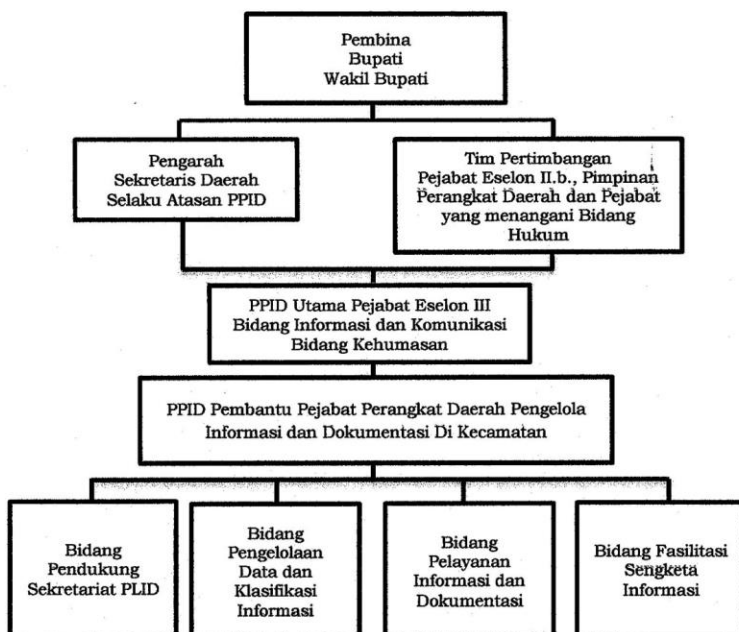 Pembina
Bupati
Wakil Bupati
Pengarah
Sekretaris Daerah
Selaku Atasan PPID
Tim Pertimbangan
Pejabat Eselon II.b., Pimpinan
Perangkat Daerah dan Pejabat
yang menangani Bidang
Hukum
PPID Utama Pejabat Eselon III
Bidang Informasi dan Komunikasi
Bidang Kehumasan
PPID Pembantu Pejabat Perangkat Daerah Pengelola
Informasi dan Dokumentasi Di Kecamatan
Bidang
Pendukung
Sekretariat PLID
Bidang
Pengelolaan
Data dan
Klasifikasi
Informasi
Bidang
Pelayanan
Informasi dan
Dokumentasi
Bidang Fasilitasi
Sengketa
Informasi